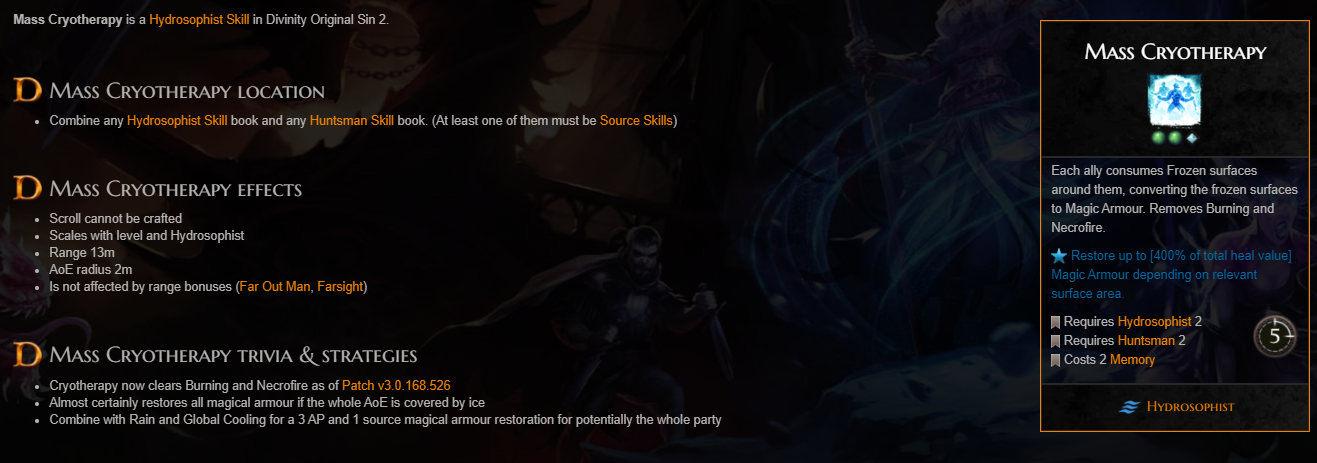 Mass Cryotherapy is a Hydrosophist Skill in Divinity Original Sin 2.
D Mass Cryotherapy location
• Combine any Hydrosophist Skill book and any Huntsman Skill book. (At least one of them must be Source Skills)
D Mass Cryotherapy effects
• Scroll cannot be crafted
• Scales with level and Hydrosophist
• Range 13m
• AoE radius 2m
• Is not affected by range bonuses (Far Out Man, Farsight)
D Mass Cryotherapy trivia & strategies
• Cryotherapy now clears Burning and Necrofire as of Patch v3.0.168.526
• Almost certainly restores all magical armour if the whole AoE is covered by ice
• Combine with Rain and Global Cooling for a 3 AP and 1 source magical armour restoration for potentially the whole party
Mass Cryotherapy
Each ally consumes Frozen surfaces
around them, converting the frozen surfaces
to Magic Armour. Removes Burning and
Necrofire.
Restore up to [400% of total heal value]
Magic Armour depending on relevant
surface area.
Requires Hydrosophist 2
Requires Huntsman 2
Costs 2 Memory
5
Hydrosophist